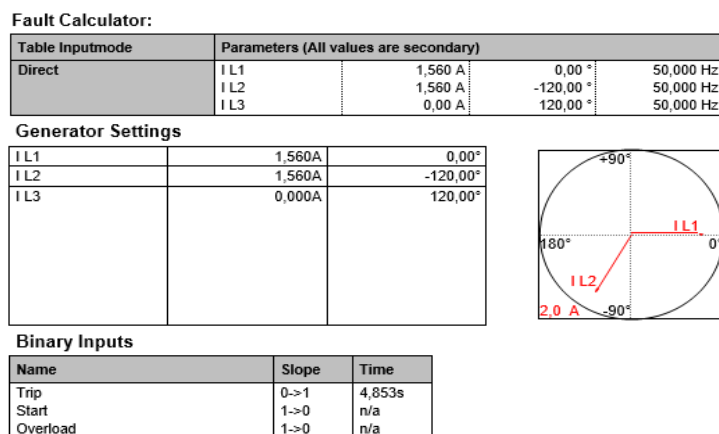 Fault Calculator:
Table Inputmode Parameters (All values are secondary)
Direct I L1 1,560 A 0,00 ° 50,000 Hz
I L2 1,560 A -120,00 ° 50,000 Hz
I L3 0,00 A 120,00 ° 50,000 Hz
Generator Settings
I L1 1,560A 0,00°
I L2 1,560A -120,00°
I L3 0,000A 120,00°
+90°
I L1
180° 0°
I L2
2,0 A -90°
Binary Inputs
Name Slope Time
Trip 0->1 4,853s
Start 1->0 n/a
Overload 1->0 n/a